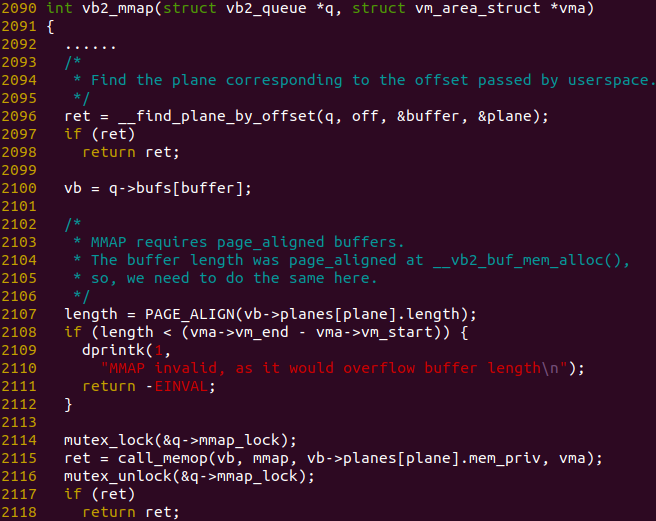 2090 int vb2_mmap(struct vb2_queue *q, struct vm_area_struct *vma)
2091 {
2092   ......
2093   /*
2094    * Find the plane corresponding to the offset passed by userspace.
2095    */
2096   ret = __find_plane_by_offset(q, off, &buffer, &plane);
2097   if (ret)
2098     return ret;
2099
2100   vb = q->bufs[buffer];
2101
2102   /*
2103    * MMAP requires page_aligned buffers.
2104    * The buffer length was page_aligned at __vb2_buf_mem_alloc(),
2105    * so, we need to do the same here.
2106    */
2107   length = PAGE_ALIGN(vb->planes[plane].length);
2108   if (length < (vma->vm_end - vma->vm_start)) {
2109     dprintk(1,
2110       "MMAP invalid, as it would overflow buffer length\n");
2111     return -EINVAL;
2112   }
2113
2114   mutex_lock(&q->mmap_lock);
2115   ret = call_memop(vb, mmap, vb->planes[plane].mem_priv, vma);
2116   mutex_unlock(&q->mmap_lock);
2117   if (ret)
2118     return ret;